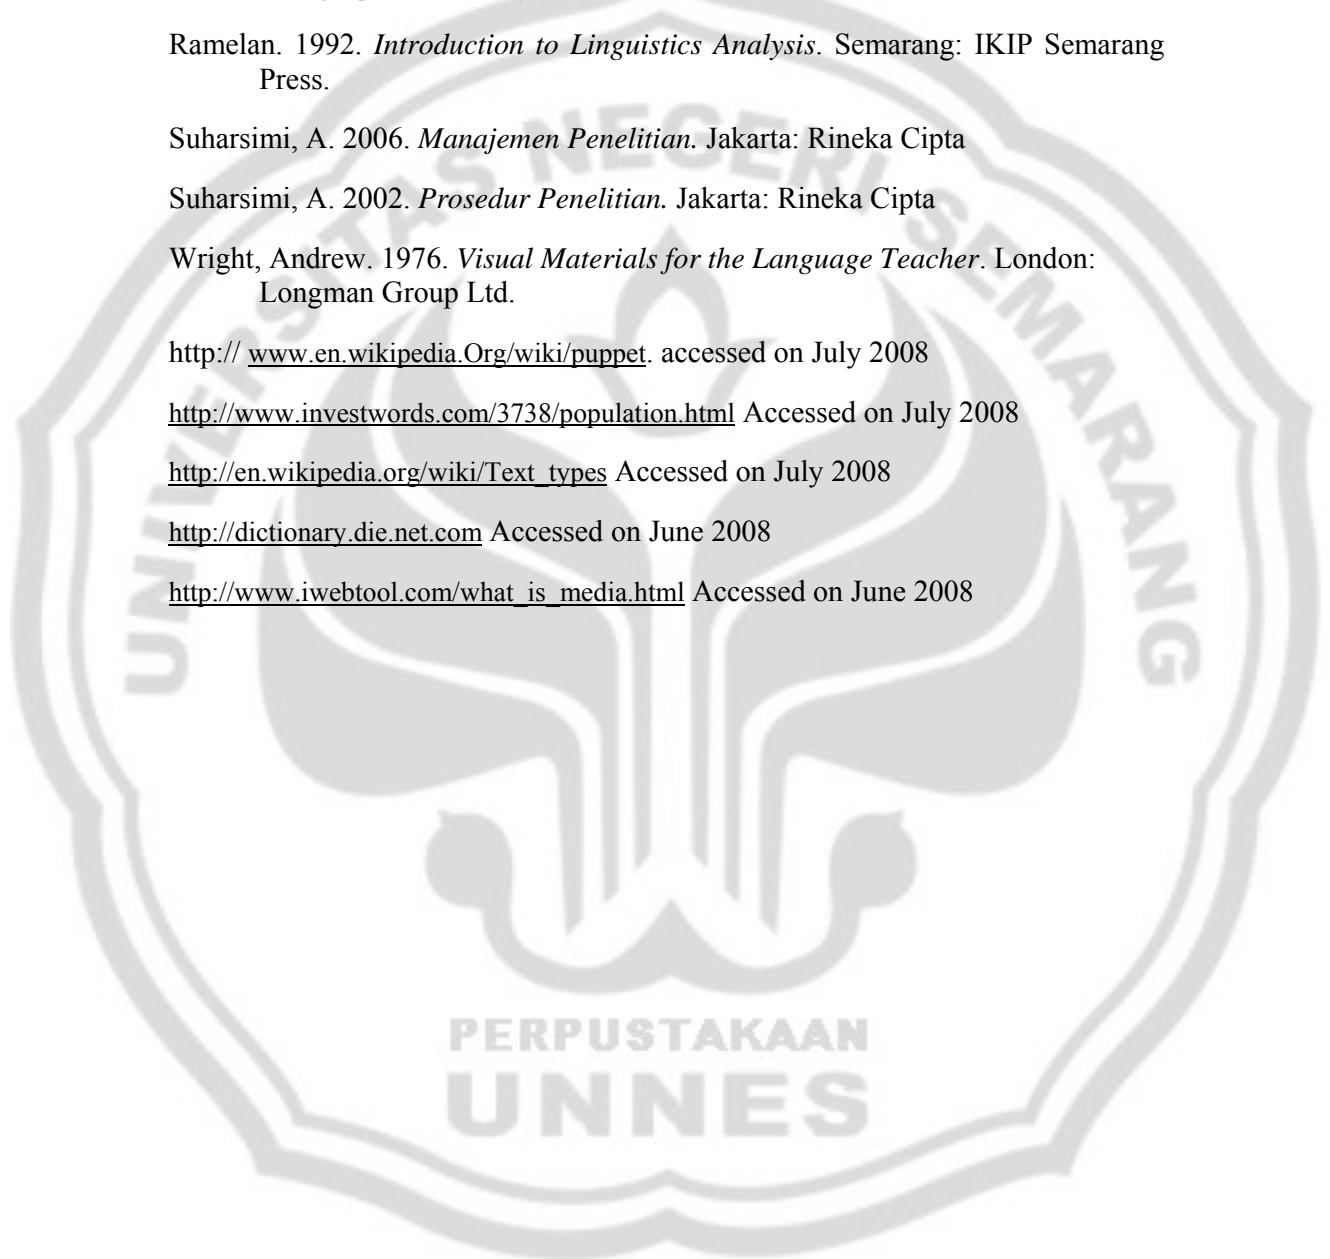 Ramelan. 1992. Introduction to Linguistics Analysis. Semarang: IKIP Semarang
Press.
Suharsimi, A. 2006. Manajemen Penelitian. Jakarta: Rineka Cipta
Suharsimi, A. 2002. Prosedur Penelitian. Jakarta: Rineka Cipta
Wright, Andrew. 1976. Visual Materials for the Language Teacher. London:
Longman Group Ltd.
http:// www.en.wikipedia.Org/wiki/puppet. accessed on July 2008
http://www.investwords.com/3738/population.html Accessed on July 2008
http://en.wikipedia.org/wiki/Text_types Accessed on July 2008
http://dictionary.die.net.com Accessed on June 2008
http://www.iwebtool.com/what_is_media.html Accessed on June 2008
UNIVERSITAS NEGERI SEMARANG
PERPUSTAKAAN
UNNES